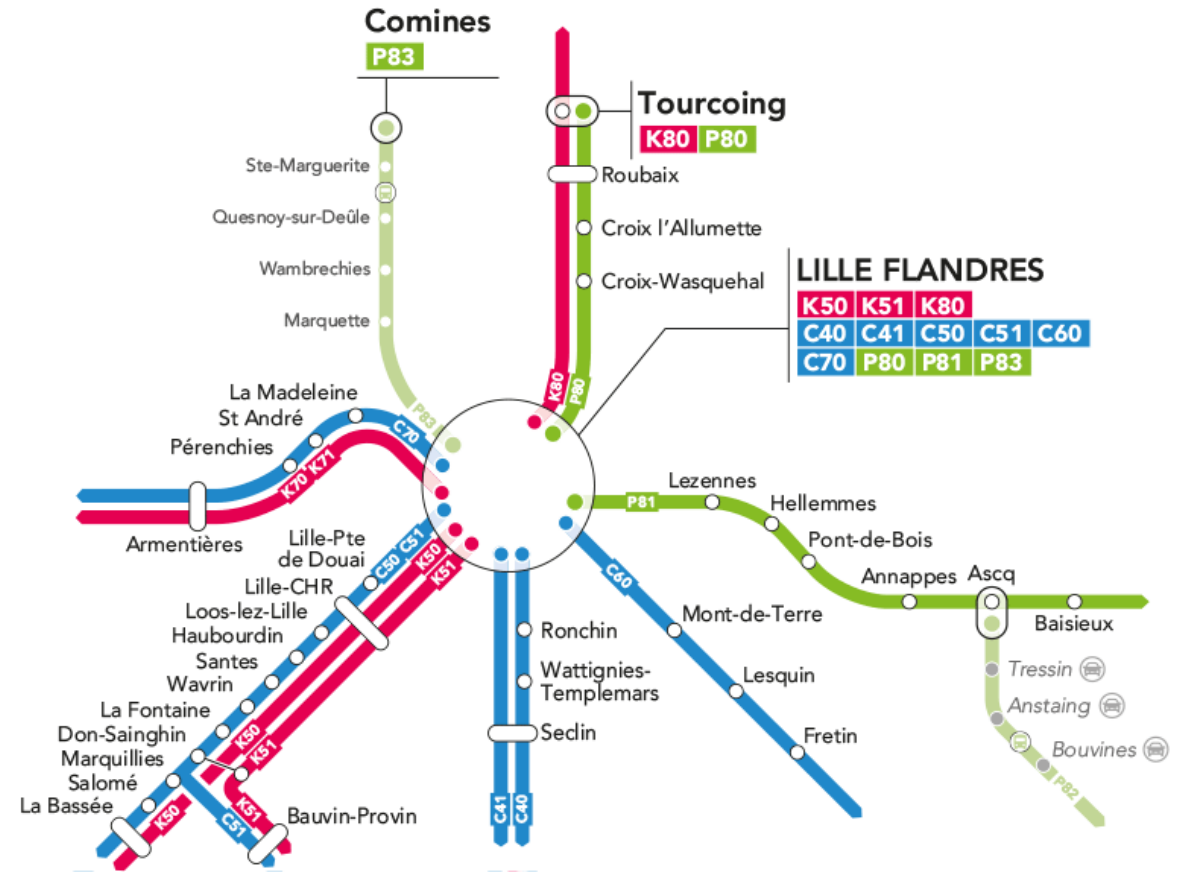 Comines
P83
Ste-Marguerite
Quesnoy-sur-Deûle
Wambrechies
Marquette
P83
Tourcoing
K80 P80
Roubaix
Croix l'Allumette
Croix-Wasquehal
K80
P80
LILLE FLANDRES
K50 K51 K80
C40 C41 C50 C51 C60
C70 P80 P81 P83
La Madeleine
St André
Pérenchies
C70
K70 K71
Armentières
Lille-Pte
de Douai
Lille-CHR
Loos-lez-Lille
Haubourdin
Santes
Wavrin
La Fontaine
Don-Sainghin
Marquillies
Salomé
La Bassée
C50 C51
K50
K51
K50
K51
K50
K51
C51
Bauvin-Provin
Ronchin
Wattignies-
Templemars
Seclin
C41
C40
C60
Mont-de-Terre
Lesquin
Fretin
P81
Lezennes
Hellemmes
Pont-de-Bois
Annappes
Ascq
Baisieux
Tressin
Anstaing
Bouvines
P82